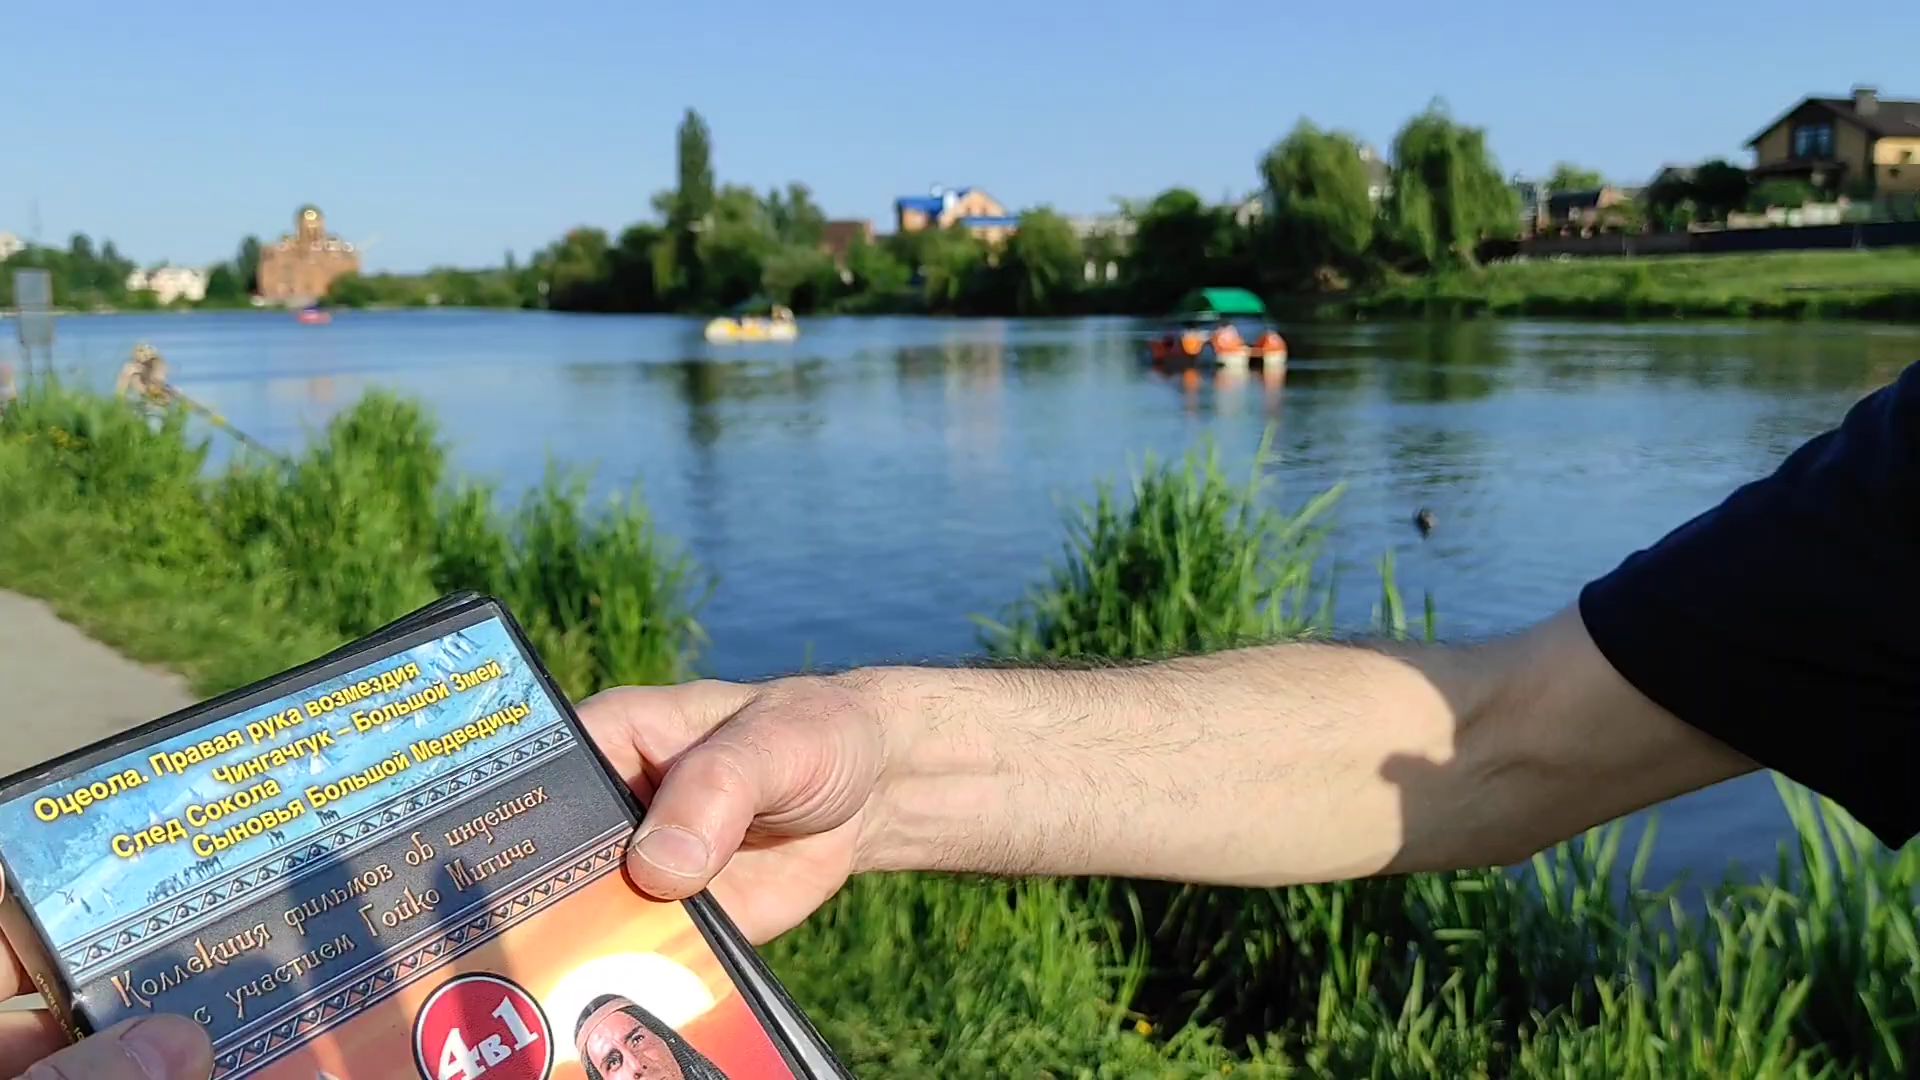 Оцеола. Правая рука возмездия
Чингачгук – Большой Змей
След Сокола
Сыновья Большой Медведицы
Коллекция фильмов об индейцах
с участием Гойко Митича
4в1